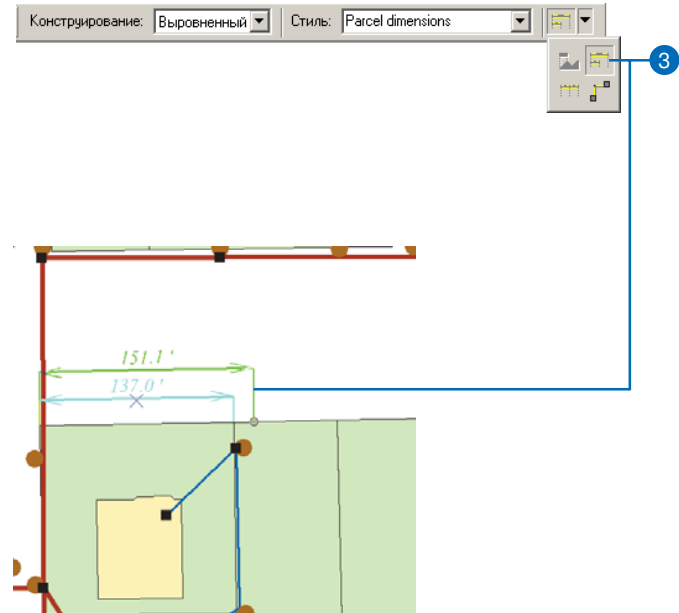 Конструирование: Выровненный Стиль: Parcel dimensions
3
151.1 '
137.0 '